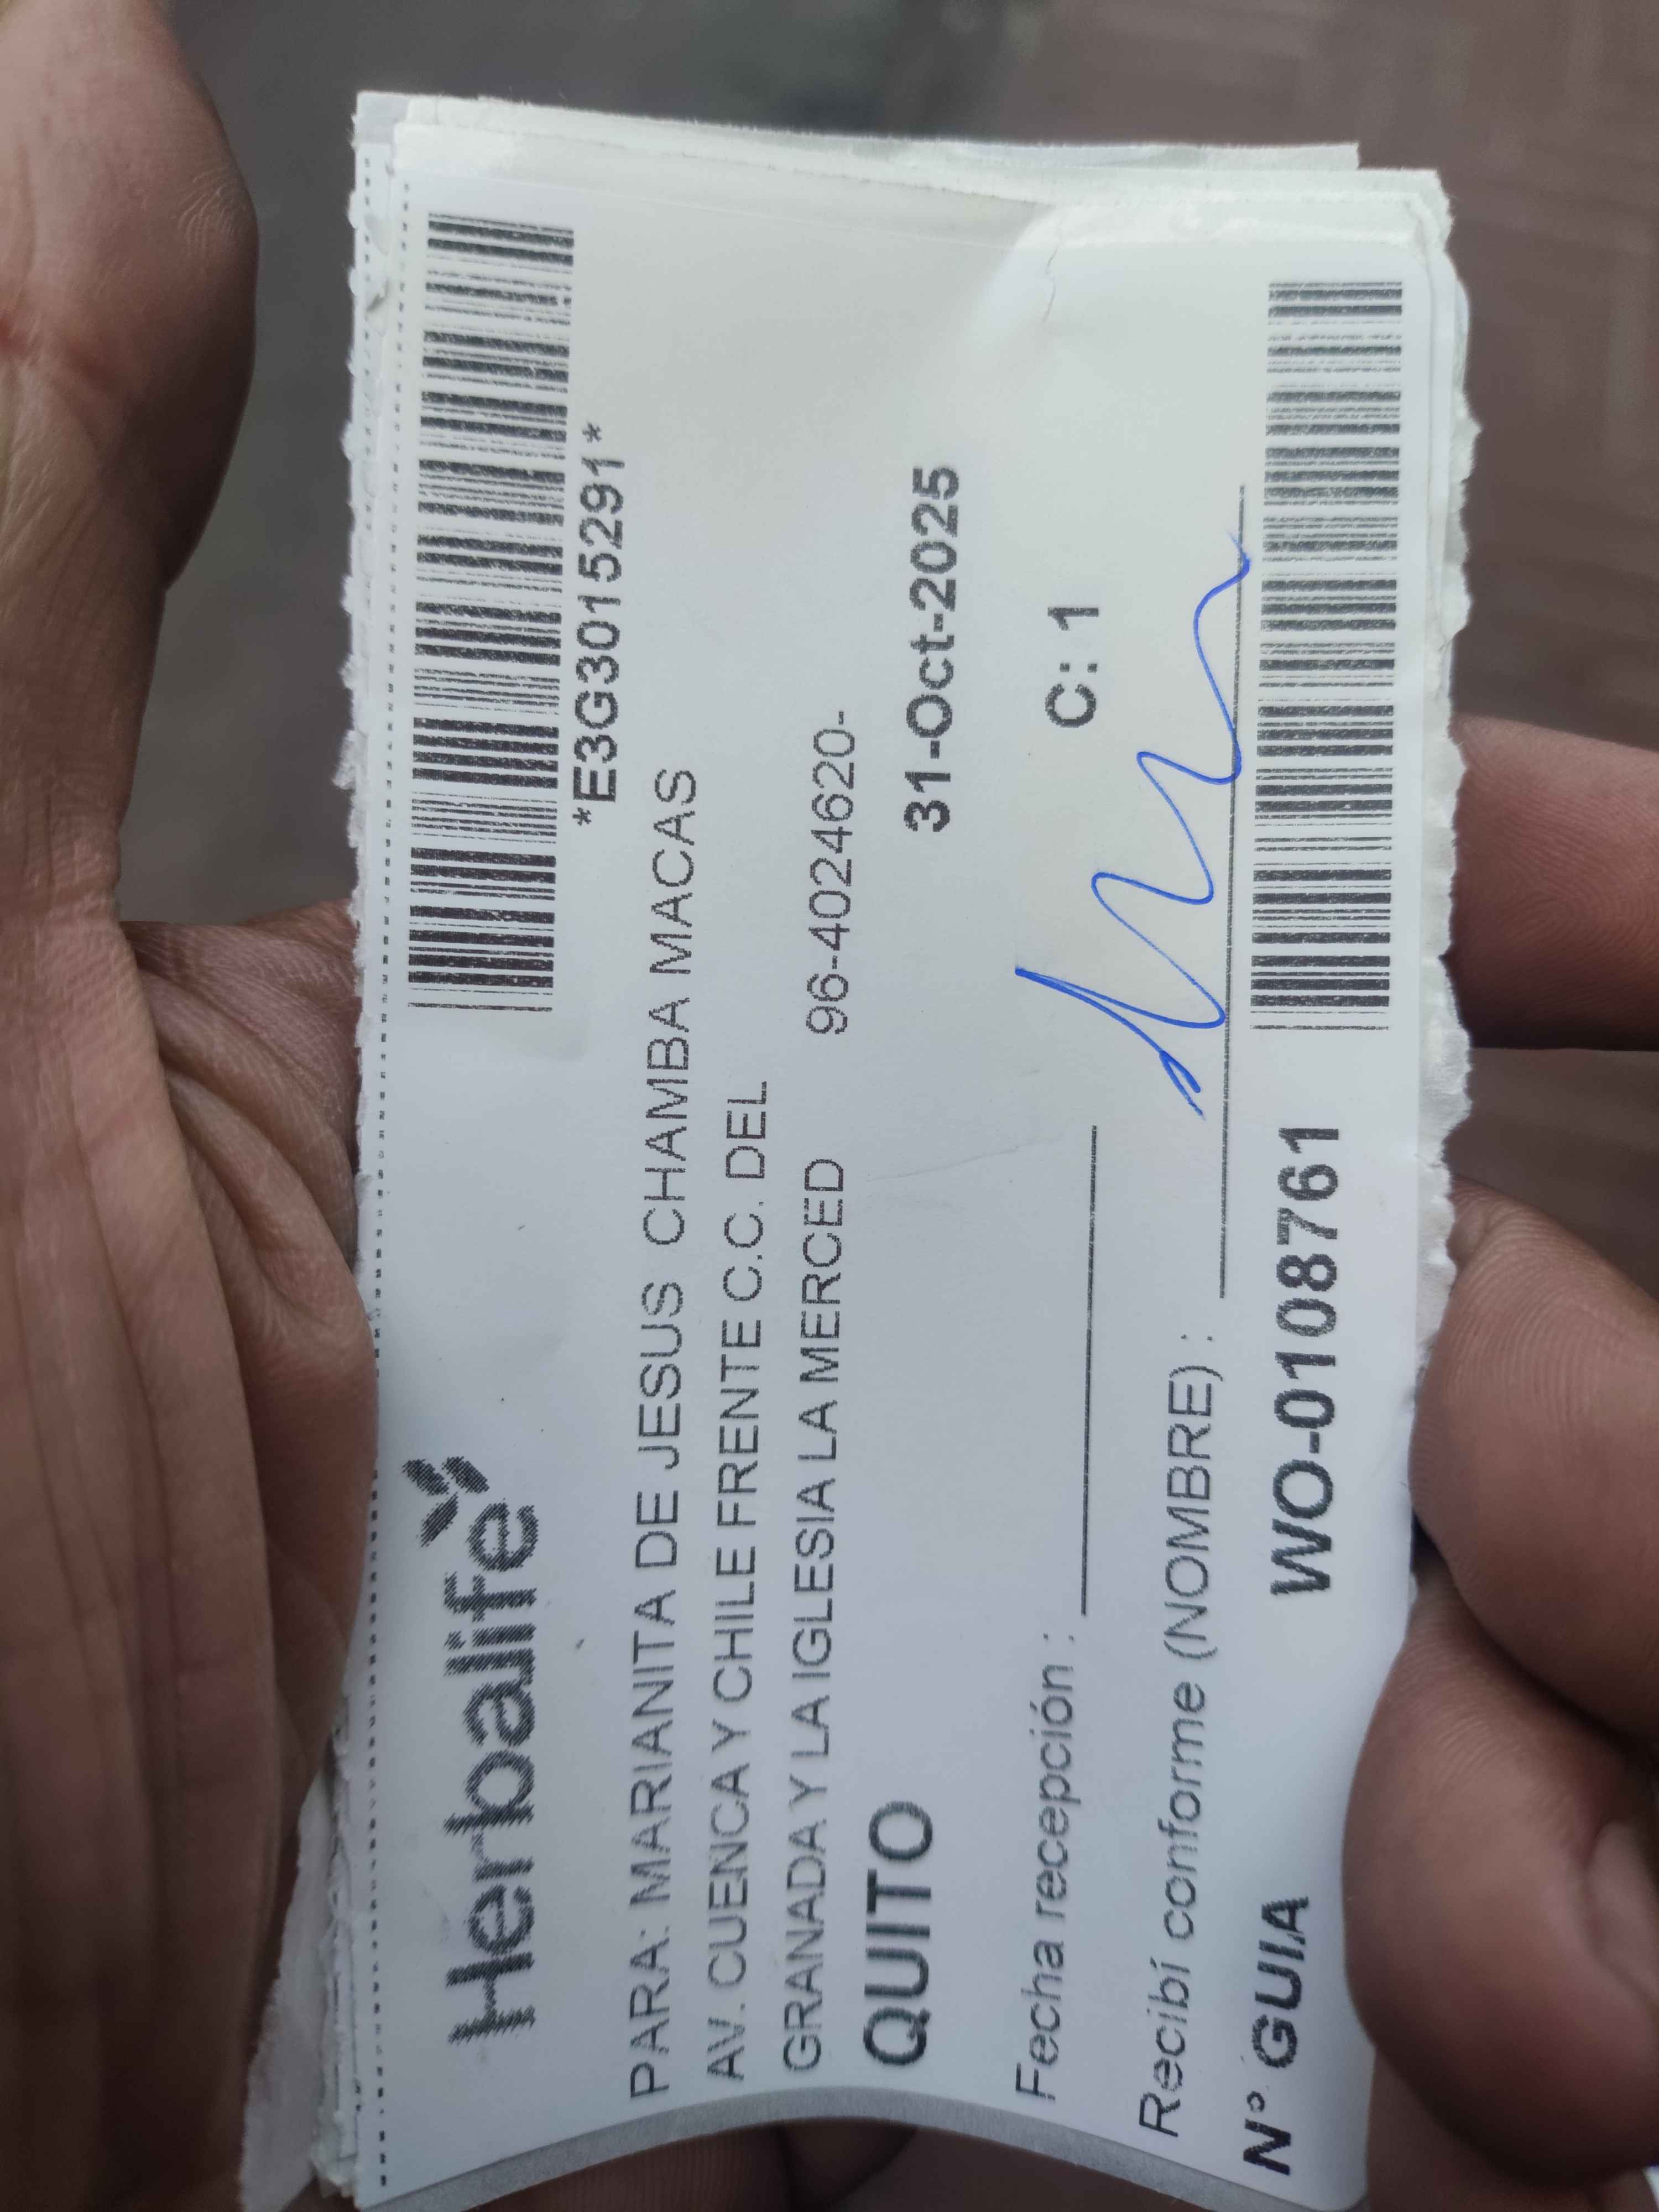 Herbalife
*E3G3015291*
PARA: MARIANITA DE JESUS CHAMBA MACAS
AV. CUENCA Y CHILE FRENTE C.C. DEL
GRANADA Y LA IGLESIA LA MERCED 96-4024620-
QUITO 31-Oct-2025
Fecha recepción : C: 1
Recibí conforme (NOMBRE) :
N° GUIA WO-0108761